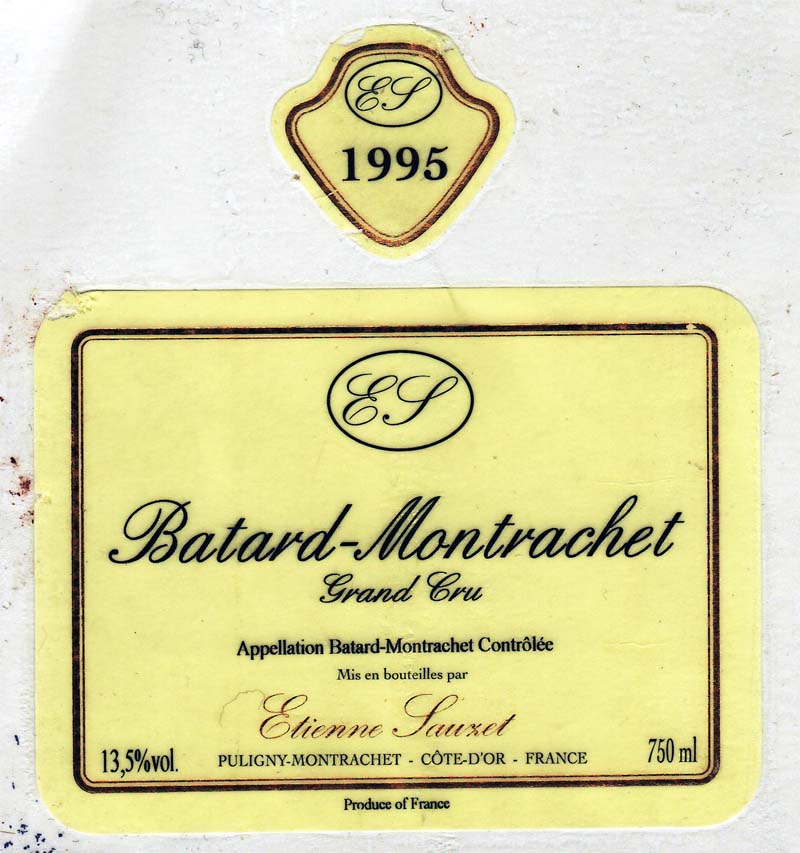 ES
1995
ES
Batard-Montrachet
Grand Cru
Appellation Batard-Montrachet Contrôlée
Mis en bouteilles par
Etienne Sauzet
13,5%vol.
PULIGNY-MONTRACHET - CÔTE-D'OR - FRANCE
750 ml
Produce of France